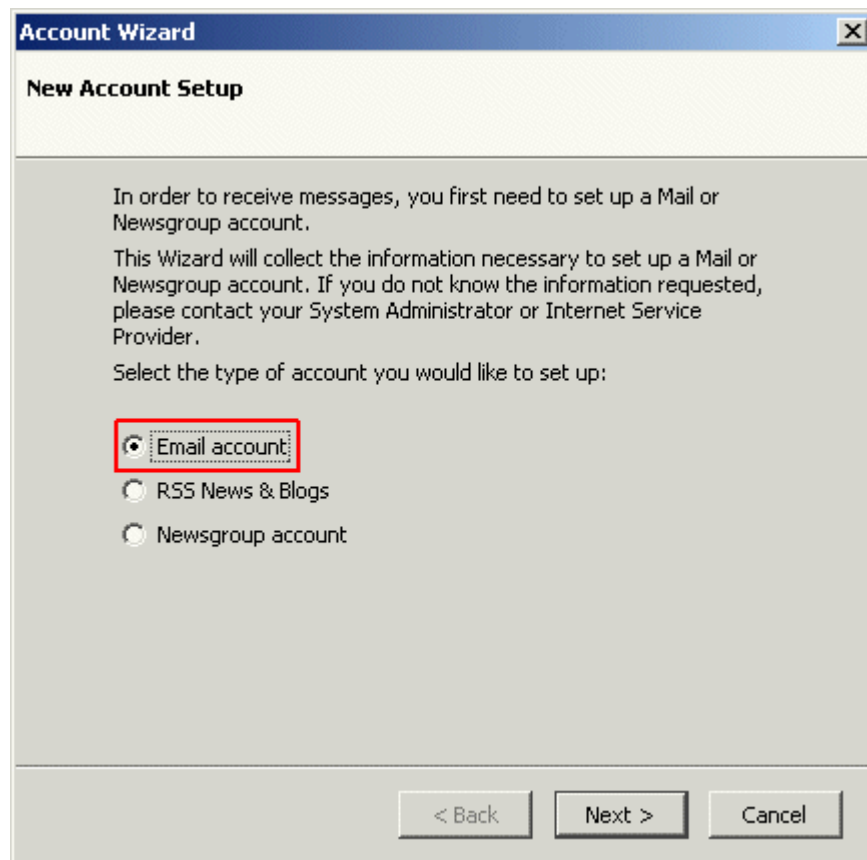 Account Wizard
New Account Setup
In order to receive messages, you first need to set up a Mail or
Newsgroup account.
This Wizard will collect the information necessary to set up a Mail or
Newsgroup account. If you do not know the information requested,
please contact your System Administrator or Internet Service
Provider.
Select the type of account you would like to set up:
Email account
RSS News & Blogs
Newsgroup account
< Back Next > Cancel